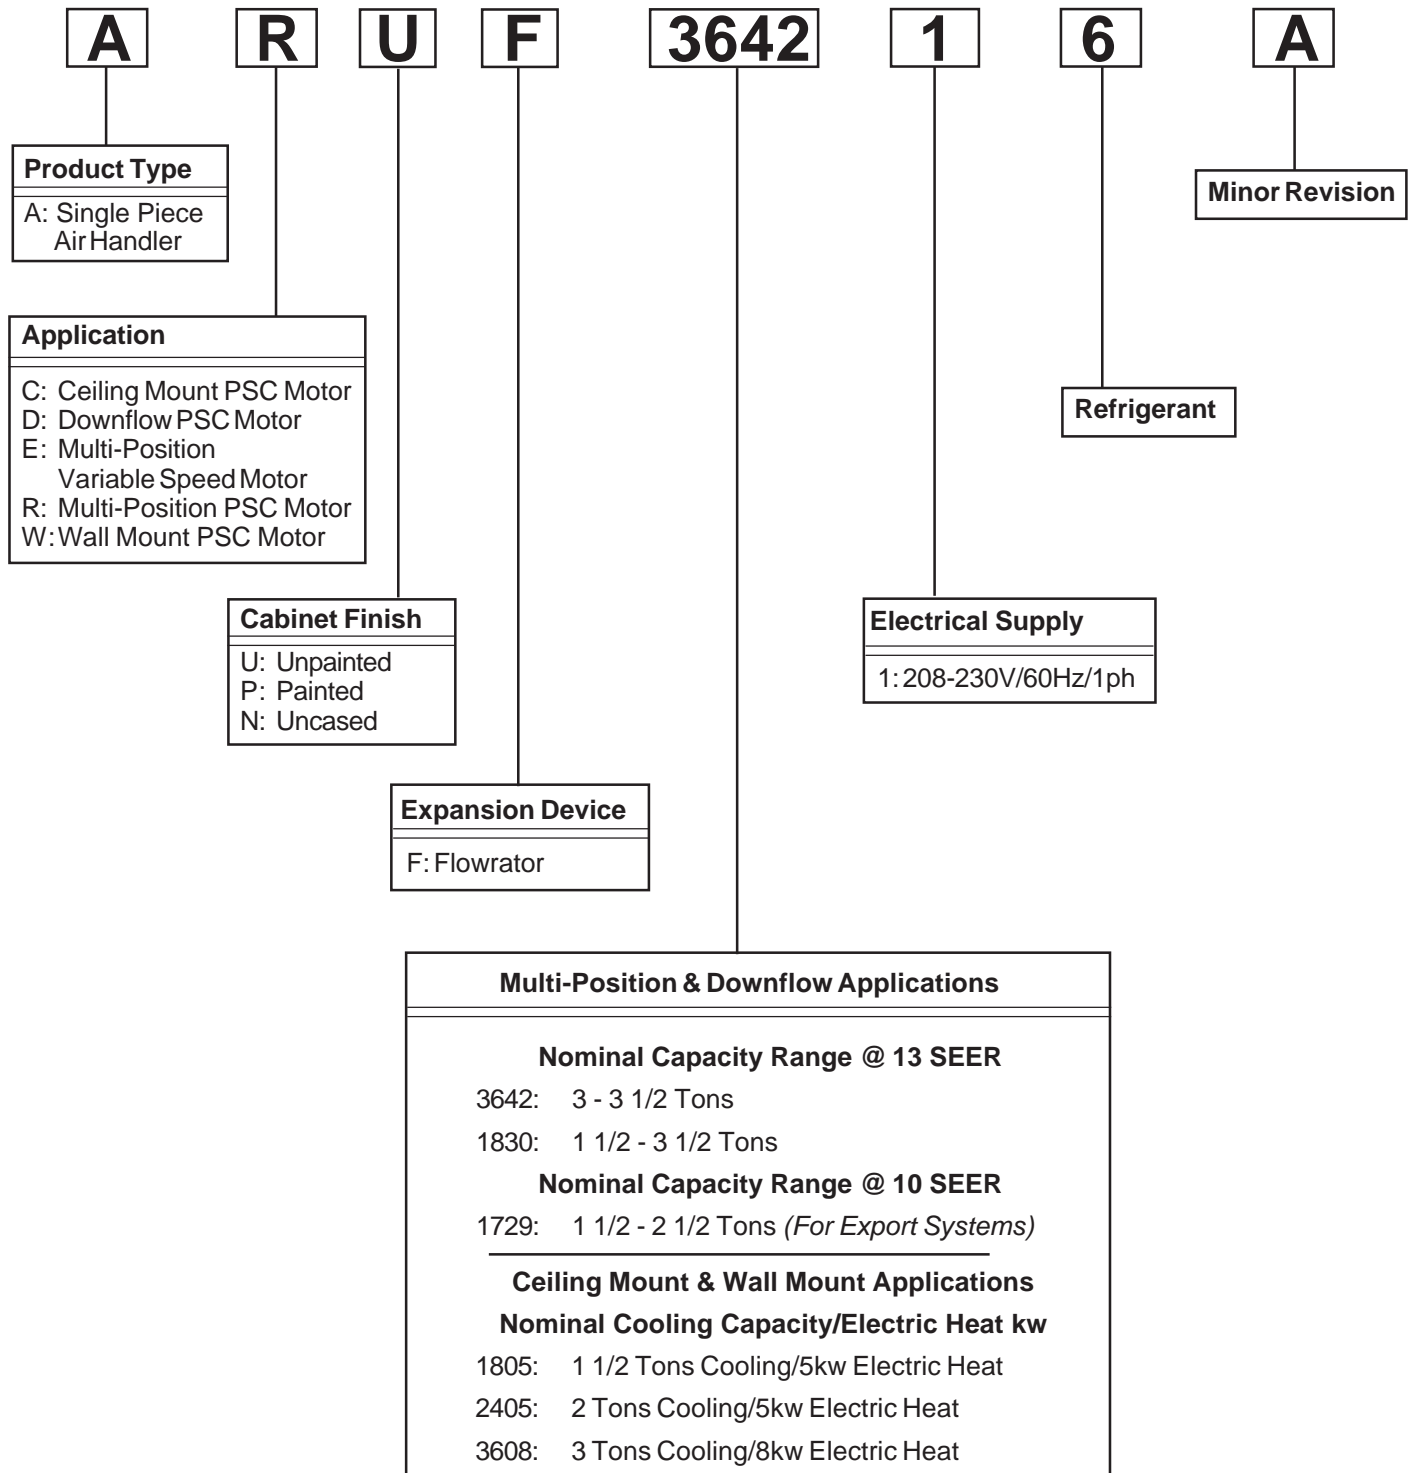 A R U F 3642 1 6 A
Product Type
A: Single Piece
Air Handler
Minor Revision
Application
C: Ceiling Mount PSC Motor
D: Downflow PSC Motor
E: Multi-Position
Variable Speed Motor
R: Multi-Position PSC Motor
W: Wall Mount PSC Motor
Refrigerant
Cabinet Finish
U: Unpainted
P: Painted
N: Uncased
Electrical Supply
1: 208-230V/60Hz/1ph
Expansion Device
F: Flowrator
Multi-Position & Downflow Applications
Nominal Capacity Range @ 13 SEER
3642: 3 - 3 1/2 Tons
1830: 1 1/2 - 3 1/2 Tons
Nominal Capacity Range @ 10 SEER
1729: 1 1/2 - 2 1/2 Tons (For Export Systems)
Ceiling Mount & Wall Mount Applications
Nominal Cooling Capacity/Electric Heat kw
1805: 1 1/2 Tons Cooling/5kw Electric Heat
2405: 2 Tons Cooling/5kw Electric Heat
3608: 3 Tons Cooling/8kw Electric Heat